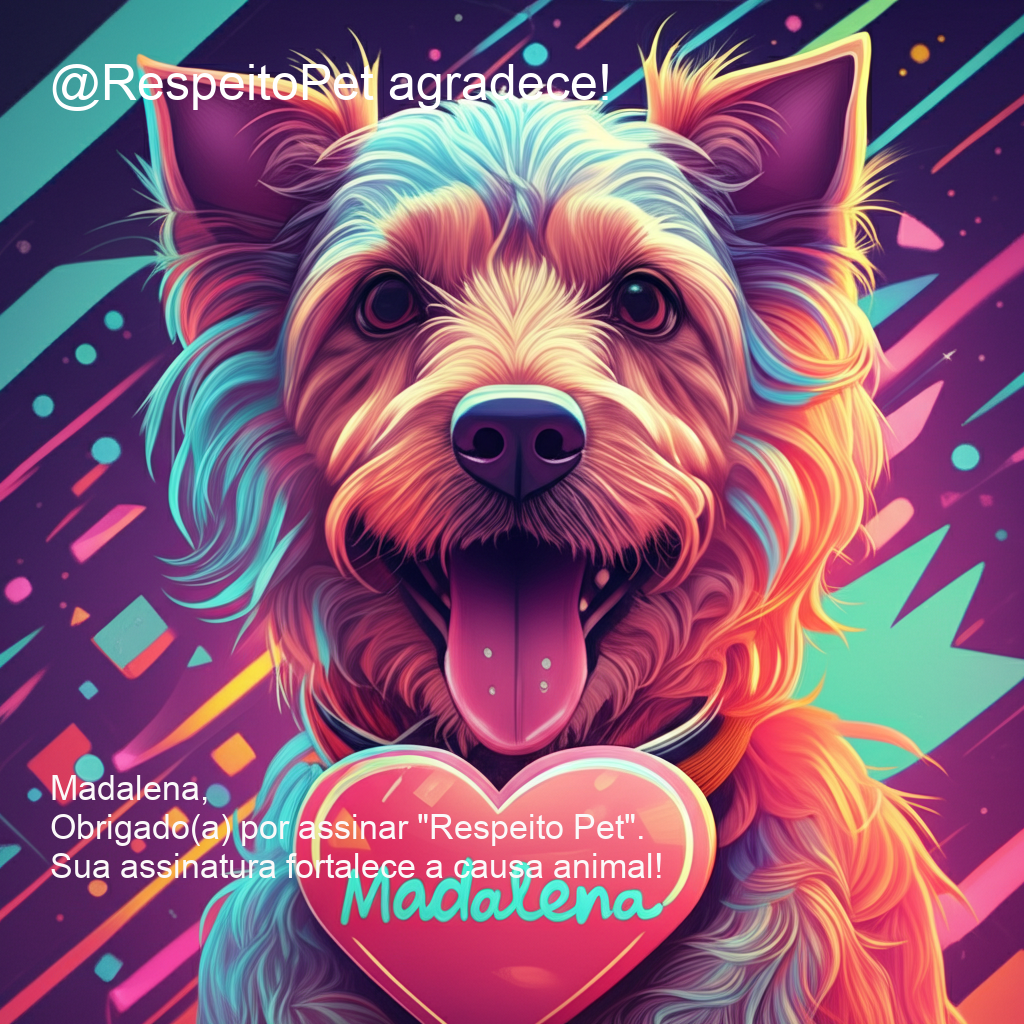 @RespeitoPet agradece!
Madalena,
Obrigado(a) por assinar "Respeito Pet".
Sua assinatura fortalece a causa animal!
Madalena